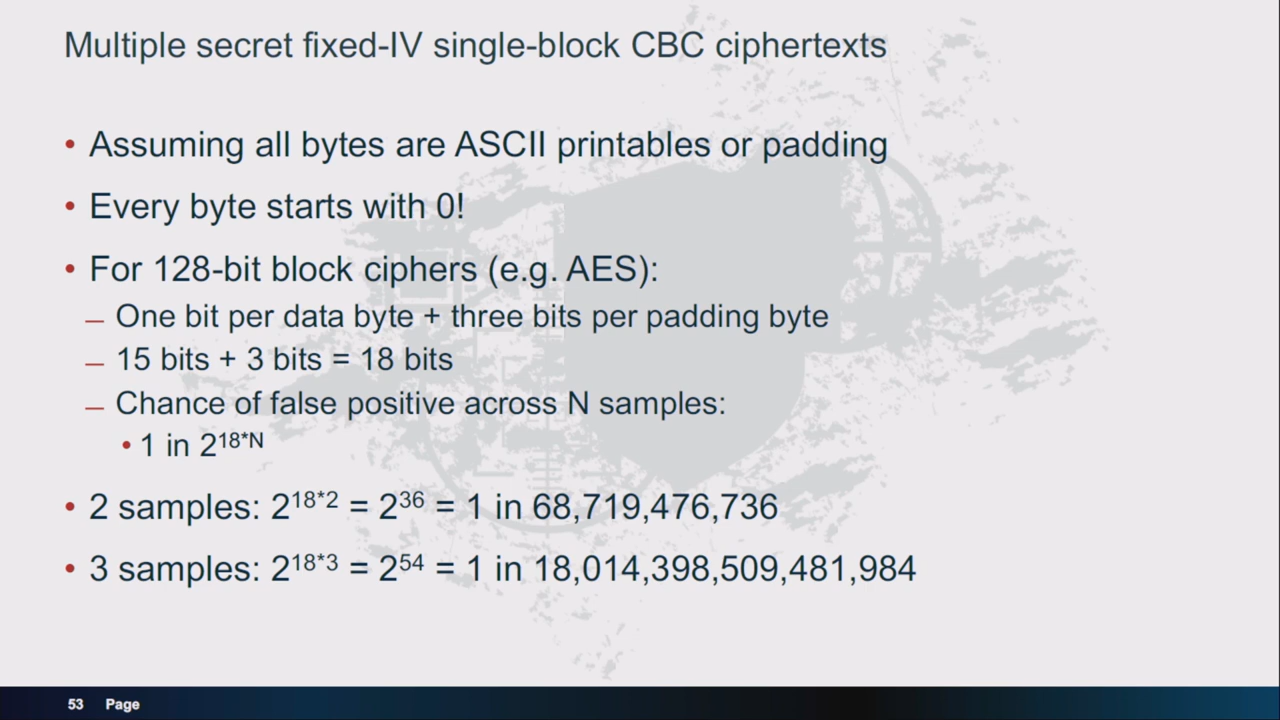 Multiple secret fixed-IV single-block CBC ciphertexts
• Assuming all bytes are ASCII printables or padding
• Every byte starts with 0!
• For 128-bit block ciphers (e.g. AES):
– One bit per data byte + three bits per padding byte
– 15 bits + 3 bits = 18 bits
– Chance of false positive across N samples:
• 1 in 2^18*N
• 2 samples: 2^18*2 = 2^36 = 1 in 68,719,476,736
• 3 samples: 2^18*3 = 2^54 = 1 in 18,014,398,509,481,984
53 Page